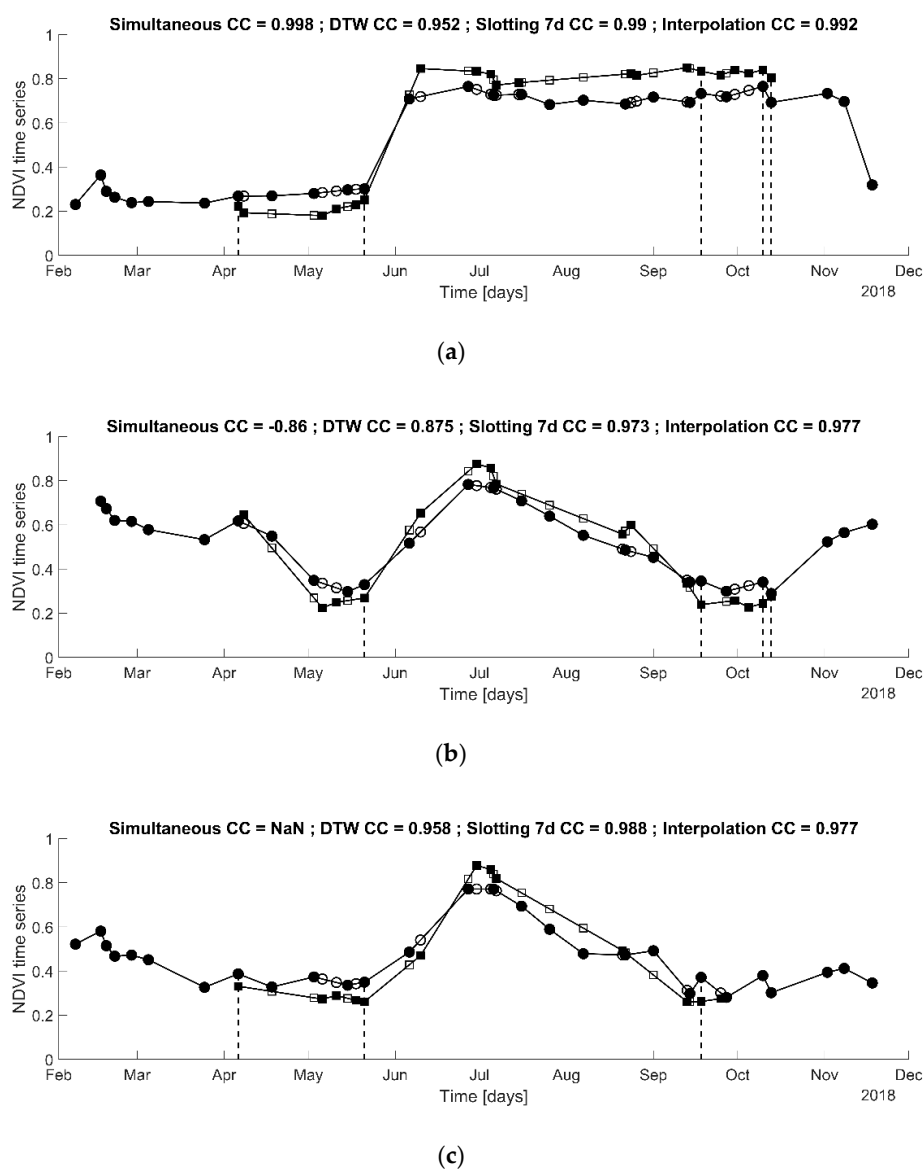 Simultaneous CC = 0.998 ; DTW CC = 0.952 ; Slotting 7d CC = 0.99 ; Interpolation CC = 0.992
1
0.8
0.6
0.4
0.2
0
NDVI time series
Feb Mar Apr May Jun Jul Aug Sep Oct Nov Dec
Time [days]
2018
(a)
Simultaneous CC = -0.86 ; DTW CC = 0.875 ; Slotting 7d CC = 0.973 ; Interpolation CC = 0.977
1
0.8
0.6
0.4
0.2
0
NDVI time series
Feb Mar Apr May Jun Jul Aug Sep Oct Nov Dec
Time [days]
2018
(b)
Simultaneous CC = NaN ; DTW CC = 0.958 ; Slotting 7d CC = 0.988 ; Interpolation CC = 0.977
1
0.8
0.6
0.4
0.2
0
NDVI time series
Feb Mar Apr May Jun Jul Aug Sep Oct Nov Dec
Time [days]
2018
(c)